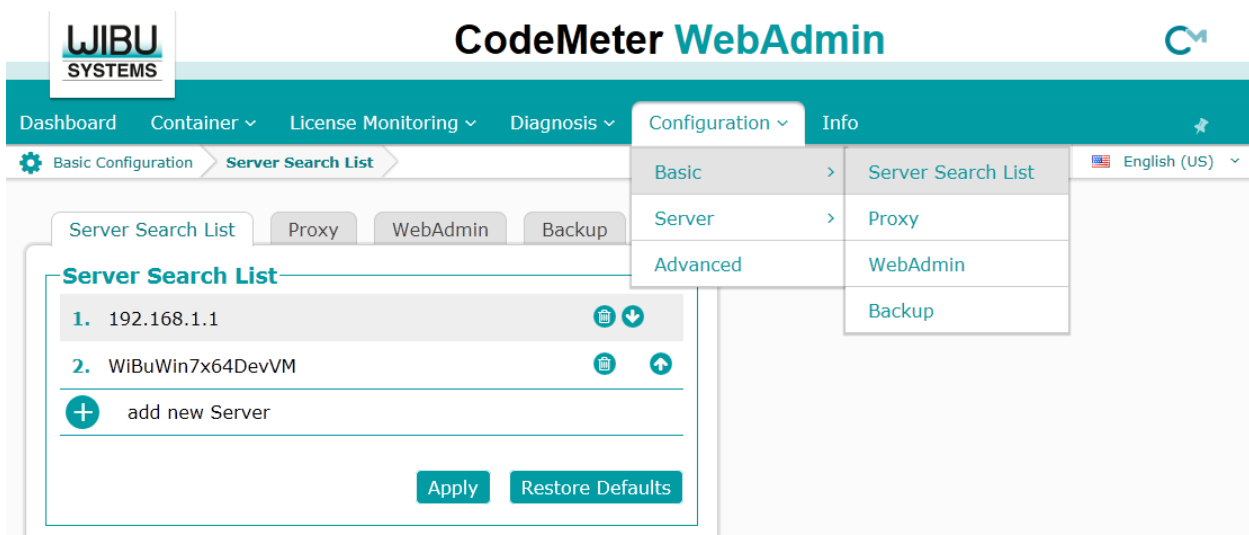 WIBU
SYSTEMS
CodeMeter WebAdmin
CM
Dashboard Container License Monitoring Diagnosis Configuration Info
Basic Configuration Server Search List
English (US)
Basic
Server
Advanced
Server Search List
Proxy
WebAdmin
Backup
Server Search List Proxy WebAdmin Backup
Server Search List
1. 192.168.1.1
2. WiBuWin7x64DevVM
add new Server
Apply Restore Defaults